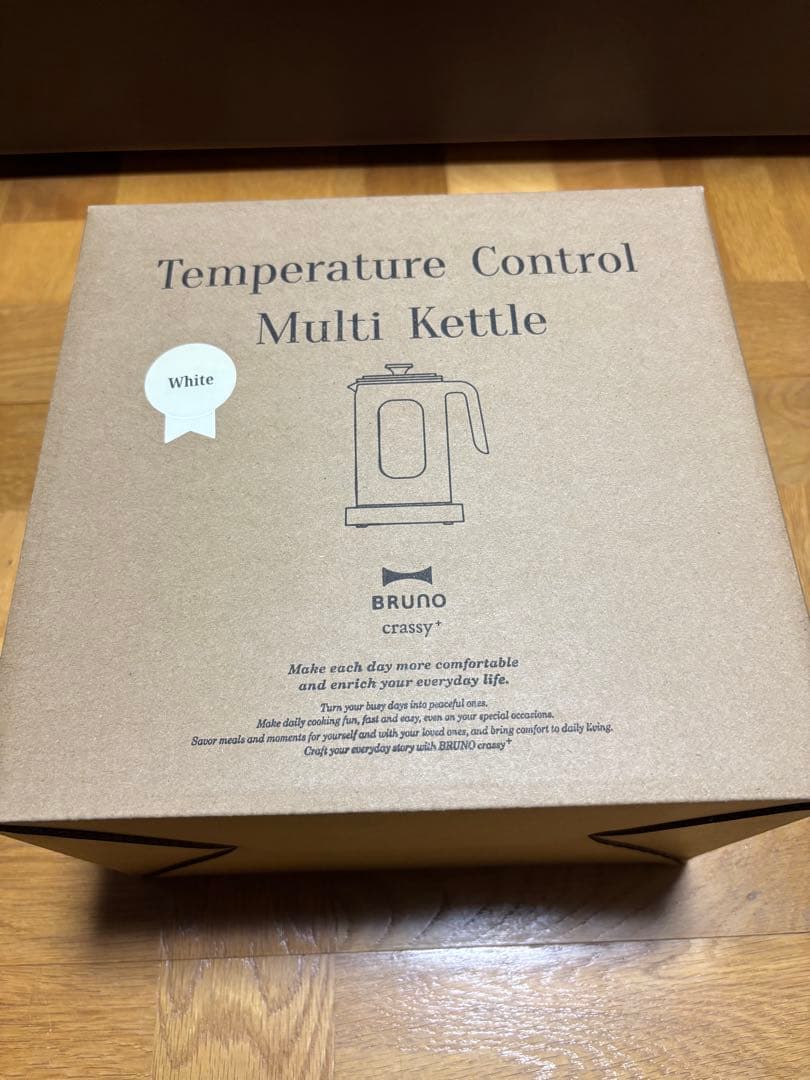 Temperature Control
Multi Kettle
White
BRUNO
crassy+
Make each day more comfortable
and enrich your everyday life.
Turn your busy days into peaceful ones.
Make daily cooking fun, fast and easy, even on your special occasions.
Savor meals and moments for yourself and with your loved ones, and bring comfort to daily living.
Craft your everyday story with BRUNO crassy+